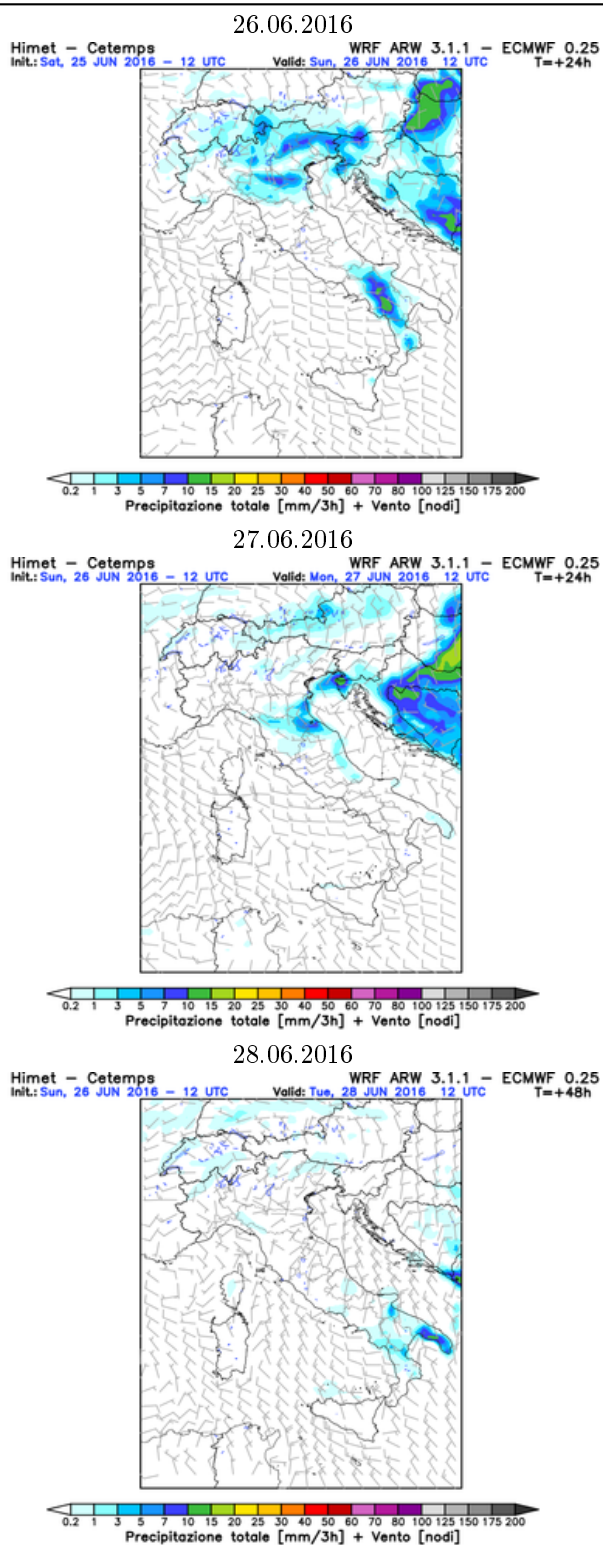 26.06.2016
Himet – Cetemps WRF ARW 3.1.1 – ECMWF 0.25
Init.: Sat, 25 JUN 2016 – 12 UTC Valid: Sun, 26 JUN 2016 12 UTC T=+24h
0.2 1 3 5 7 10 15 20 25 30 40 50 60 70 80 100 125 150 175 200
Precipitazione totale [mm/3h] + Vento [nodi]
27.06.2016
Himet – Cetemps WRF ARW 3.1.1 – ECMWF 0.25
Init.: Sun, 26 JUN 2016 – 12 UTC Valid: Mon, 27 JUN 2016 12 UTC T=+24h
0.2 1 3 5 7 10 15 20 25 30 40 50 60 70 80 100 125 150 175 200
Precipitazione totale [mm/3h] + Vento [nodi]
28.06.2016
Himet – Cetemps WRF ARW 3.1.1 – ECMWF 0.25
Init.: Sun, 26 JUN 2016 – 12 UTC Valid: Tue, 28 JUN 2016 12 UTC T=+48h
0.2 1 3 5 7 10 15 20 25 30 40 50 60 70 80 100 125 150 175 200
Precipitazione totale [mm/3h] + Vento [nodi]